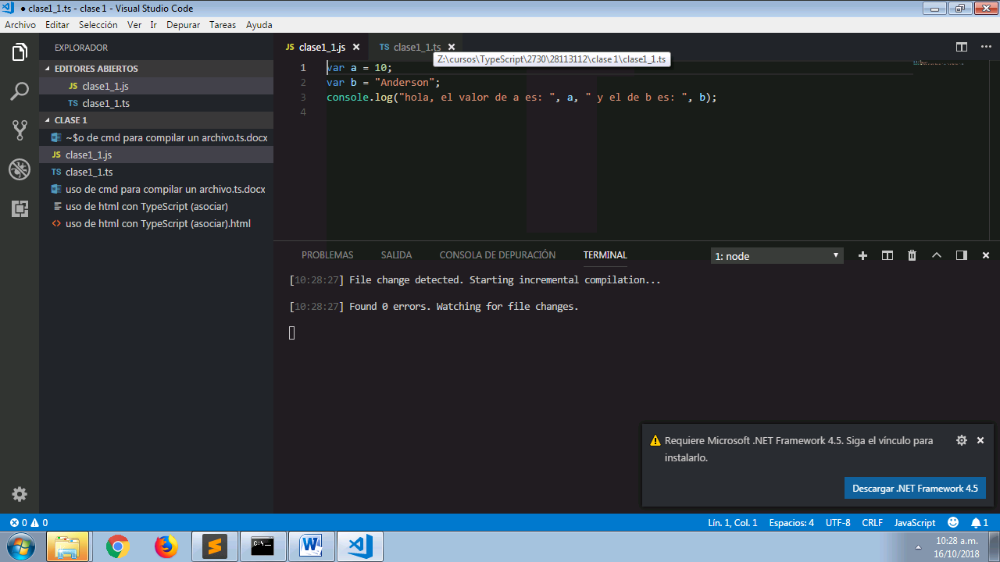 ● clase1_1.ts - clase 1 - Visual Studio Code
Archivo Editar Selección Ver Ir Depurar Tareas Ayuda
EXPLORADOR
EDITORES ABIERTOS
JS clase1_1.js
TS clase1_1.ts
CLASE 1
~$o de cmd para compilar un archivo.ts.docx
JS clase1_1.js
TS clase1_1.ts
uso de cmd para compilar un archivo.ts.docx
uso de html con TypeScript (asociar)
uso de html con TypeScript (asociar).html
JS clase1_1.js TS clase1_1.ts
Z:\cursos\TypeScript\2730\28113112\clase 1\clase1_1.ts
1 var a = 10;
2 var b = "Anderson";
3 console.log("hola, el valor de a es: ", a, " y el de b es: ", b);
4
PROBLEMAS SALIDA CONSOLA DE DEPURACIÓN TERMINAL 1: node
[10:28:27] File change detected. Starting incremental compilation...
[10:28:27] Found 0 errors. Watching for file changes.
Requiere Microsoft .NET Framework 4.5. Siga el vínculo para
instalarlo.
Descargar .NET Framework 4.5
0 0 Lín. 1, Col. 1 Espacios: 4 UTF-8 CRLF JavaScript 1
C:\_
W
10:28 a.m.
16/10/2018